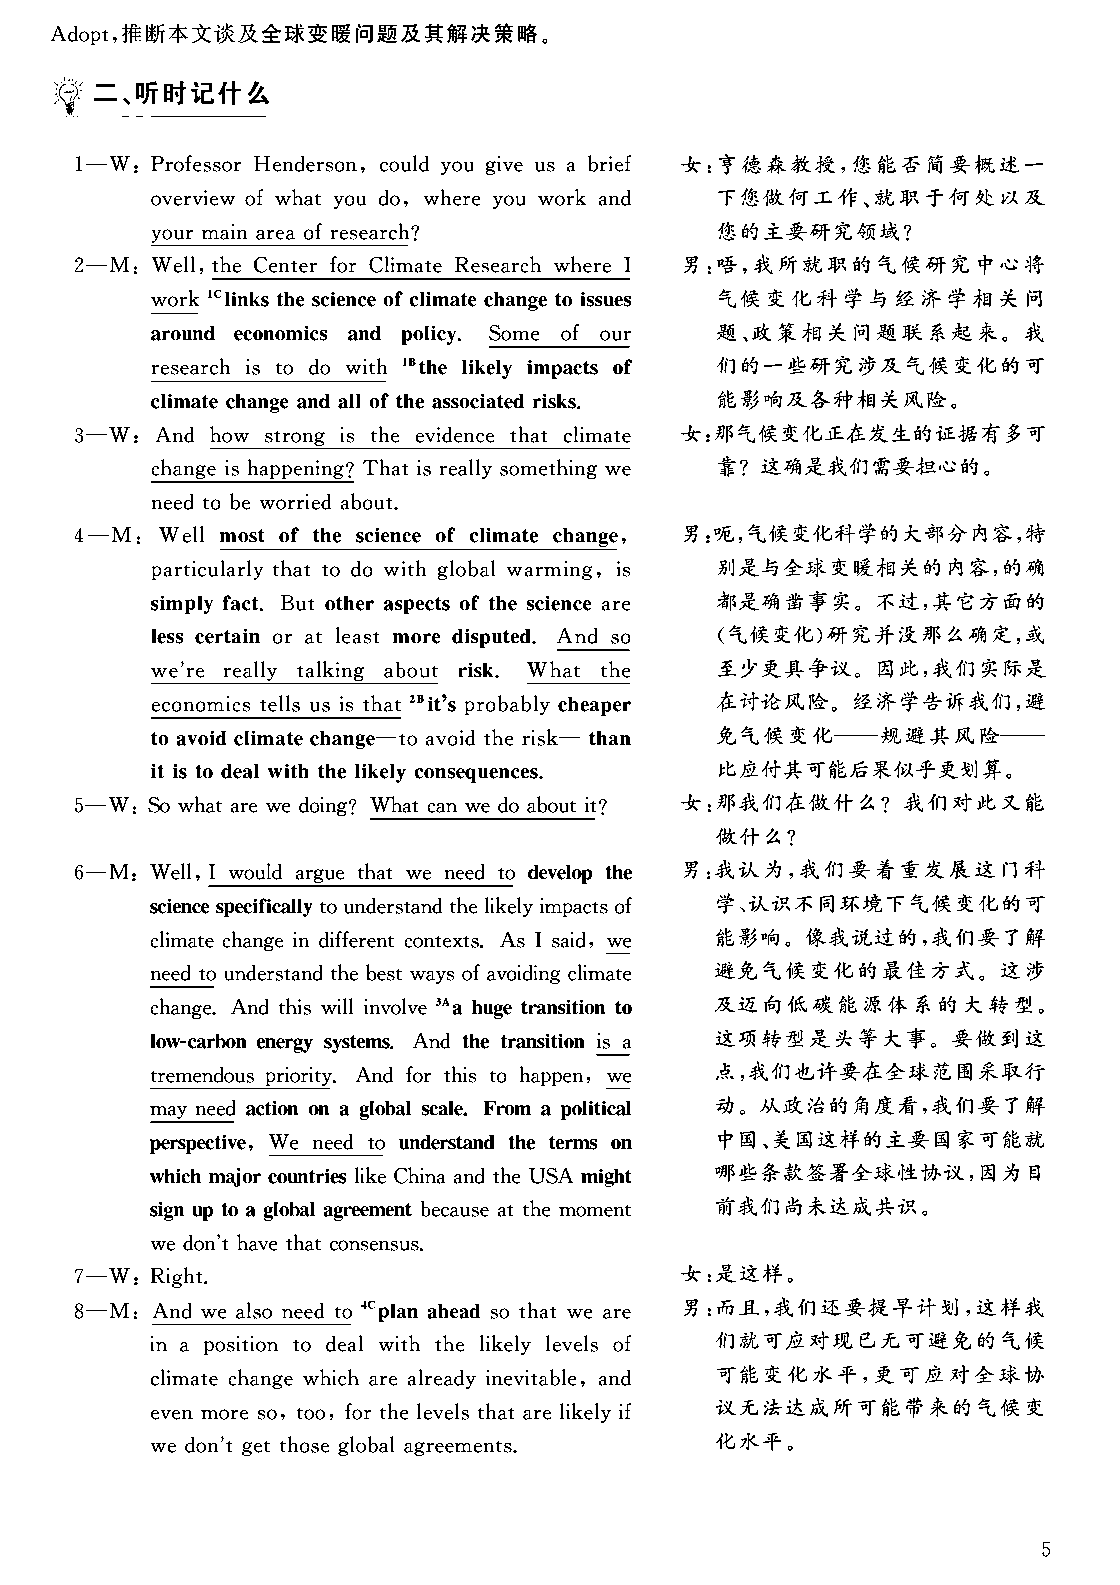 Adopt,推断本文谈及全球变暖问题及其解决策略。
二、听时记什么
1—W: Professor Henderson, could you give us a brief
overview of what you do, where you work and
your main area of research?
2—M: Well, the Center for Climate Research where I
work 1C links the science of climate change to issues
around economics and policy. Some of our
research is to do with 1B the likely impacts of
climate change and all of the associated risks.
3—W: And how strong is the evidence that climate
change is happening? That is really something we
need to be worried about.
4—M: Well most of the science of climate change,
particularly that to do with global warming, is
simply fact. But other aspects of the science are
less certain or at least more disputed. And so
we're really talking about risk. What the
economics tells us is that 2B it's probably cheaper
to avoid climate change—to avoid the risk— than
it is to deal with the likely consequences.
5—W: So what are we doing? What can we do about it?
6—M: Well, I would argue that we need to develop the
science specifically to understand the likely impacts of
climate change in different contexts. As I said, we
need to understand the best ways of avoiding climate
change. And this will involve 3A a huge transition to
low-carbon energy systems. And the transition is a
tremendous priority. And for this to happen, we
may need action on a global scale. From a political
perspective, We need to understand the terms on
which major countries like China and the USA might
sign up to a global agreement because at the moment
we don't have that consensus.
7—W: Right.
8—M: And we also need to 4C plan ahead so that we are
in a position to deal with the likely levels of
climate change which are already inevitable, and
even more so, too, for the levels that are likely if
we don't get those global agreements.
女:亨德森教授,您能否简要概述一
下您做何工作、就职于何处以及
您的主要研究领域?
男:唔,我所就职的气候研究中心将
气候变化科学与经济学相关问
题、政策相关问题联系起来。我
们的一些研究涉及气候变化的可
能影响及各种相关风险。
女:那气候变化正在发生的证据有多可
靠?这确是我们需要担心的。
男:呃,气候变化科学的大部分内容,特
别是与全球变暖相关的内容,的确
都是确凿事实。不过,其它方面的
(气候变化)研究并没那么确定,或
至少更具争议。因此,我们实际是
在讨论风险。经济学告诉我们,避
免气候变化——规避其风险——
比应付其可能后果似乎更划算。
女:那我们在做什么?我们对此又能
做什么?
男:我认为,我们要着重发展这门科
学、认识不同环境下气候变化的可
能影响。像我说过的,我们要了解
避免气候变化的最佳方式。这涉
及迈向低碳能源体系的大转型。
这项转型是头等大事。要做到这
点,我们也许要在全球范围采取行
动。从政治的角度看,我们要了解
中国、美国这样的主要国家可能就
哪些条款签署全球性协议,因为目
前我们尚未达成共识。
女:是这样。
男:而且,我们还要提早计划,这样我
们就可应对现已无可避免的气候
可能变化水平,更可应对全球协
议无法达成所可能带来的气候变
化水平。
5